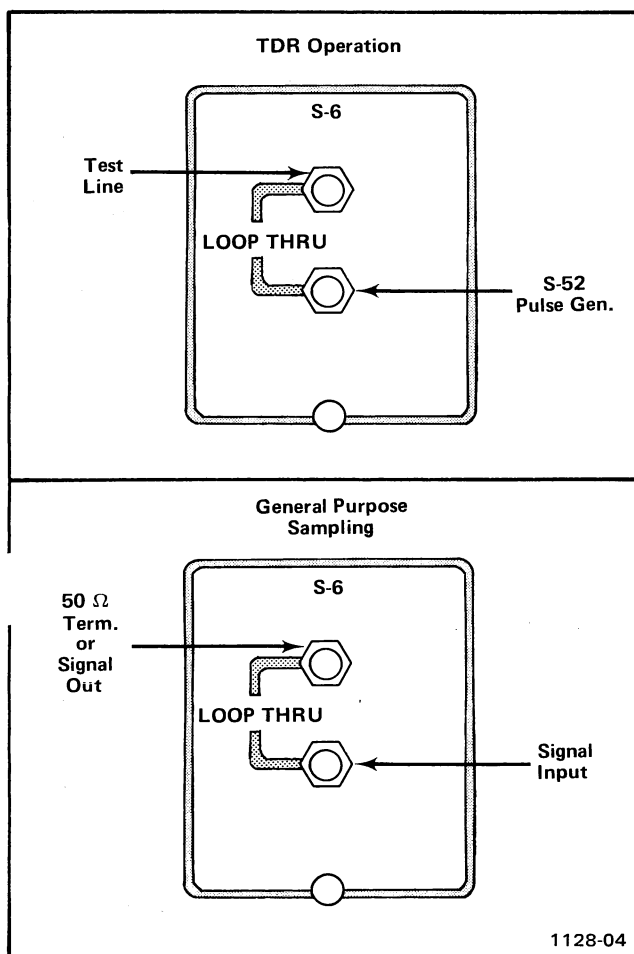 TDR Operation
S-6
Test
Line
LOOP THRU
S-52
Pulse Gen.
General Purpose
Sampling
S-6
50 Ω
Term.
or
Signal
Out
LOOP THRU
Signal
Input
1128-04